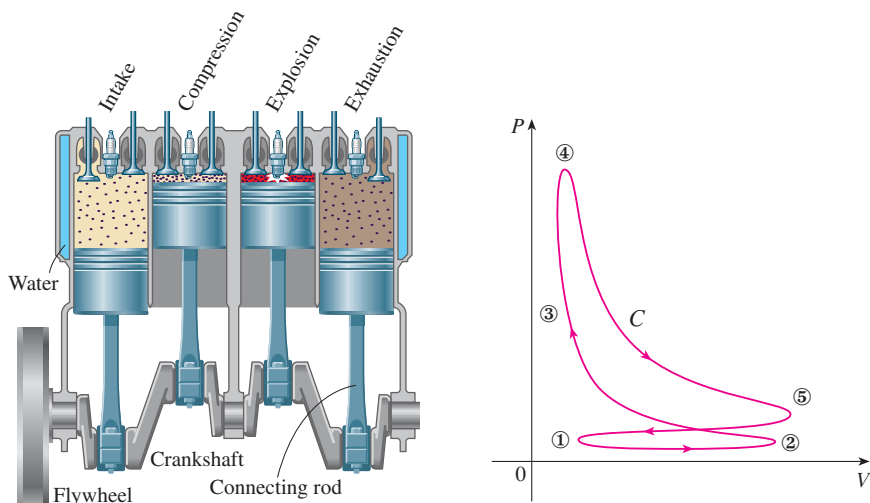 Intake
Compression
Explosion
Exhaustion
Water
Crankshaft
Connecting rod
Flywheel
P
④
③
C
⑤
①
②
0
V